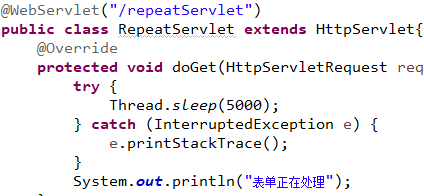 @WebServlet("/repeatServlet")
public class RepeatServlet extends HttpServlet{
@Override
protected void doGet(HttpServletRequest req
try {
Thread.sleep(5000);
} catch (InterruptedException e) {
e.printStackTrace();
}
System.out.println("表单正在处理");